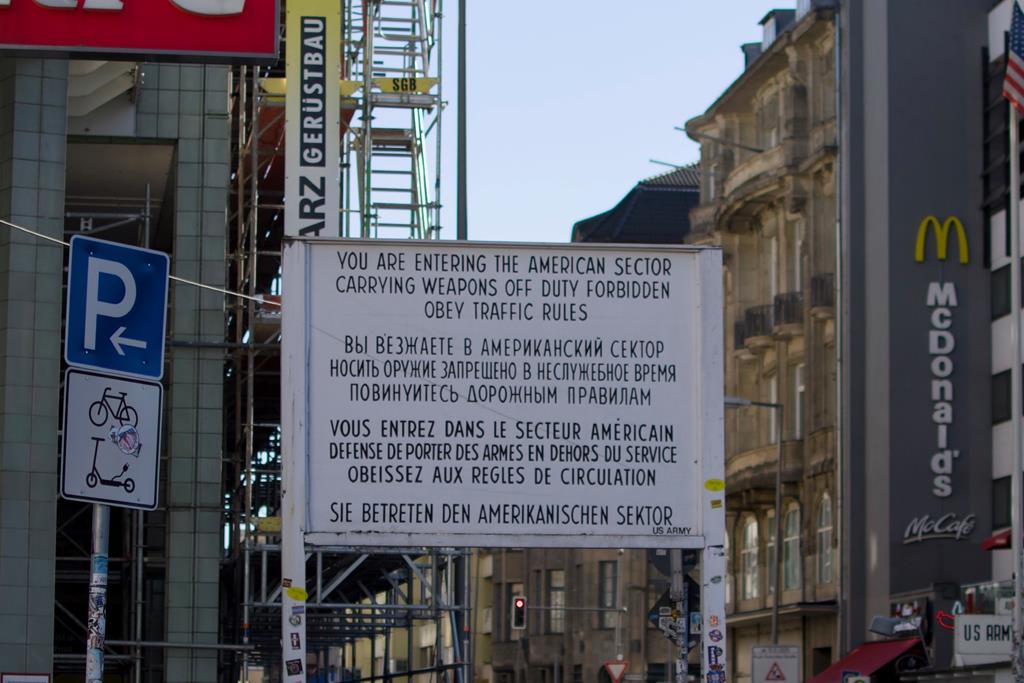 ARZ GERÜSTBAU
SGB
P
YOU ARE ENTERING THE AMERICAN SECTOR
CARRYING WEAPONS OFF DUTY FORBIDDEN
OBEY TRAFFIC RULES
ВЫ ВЪЕЗЖАЕТЕ В АМЕРИКАНСКИЙ СЕКТОР
НОСИТЬ ОРУЖИЕ ЗАПРЕЩЕНО В НЕСЛУЖЕБНОЕ ВРЕМЯ
ПОВИНУЙТЕСЬ ДОРОЖНЫМ ПРАВИЛАМ
VOUS ENTREZ DANS LE SECTEUR AMÉRICAIN
DEFENSE DE PORTER DES ARMES EN DEHORS DU SERVICE
OBEISSEZ AUX REGLES DE CIRCULATION
SIE BETRETEN DEN AMERIKANISCHEN SEKTOR
US ARMY
McDonald's
McCafé
US ARM